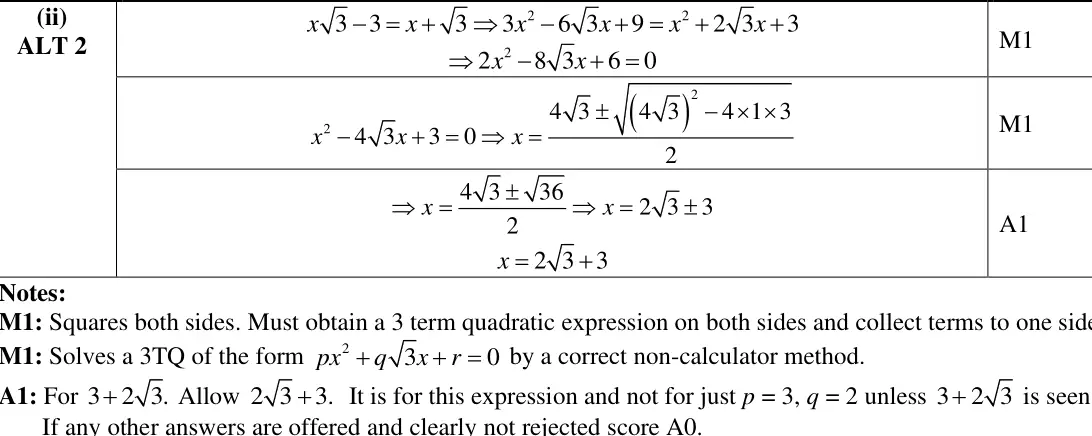 (ii)
ALT 2
x√3 − 3 = x + √3 ⇒ 3x² − 6√3x + 9 = x² + 2√3x + 3
⇒ 2x² − 8√3x + 6 = 0
M1
x² − 4√3x + 3 = 0 ⇒ x = (4√3 ± √((4√3)² − 4×1×3)) / 2
M1
⇒ x = (4√3 ± √36) / 2 ⇒ x = 2√3 ± 3
x = 2√3 + 3
A1
Notes:
M1: Squares both sides. Must obtain a 3 term quadratic expression on both sides and collect terms to one side
M1: Solves a 3TQ of the form px² + q√3x + r = 0 by a correct non-calculator method.
A1: For 3 + 2√3. Allow 2√3 + 3. It is for this expression and not for just p = 3, q = 2 unless 3 + 2√3 is seen
If any other answers are offered and clearly not rejected score A0.